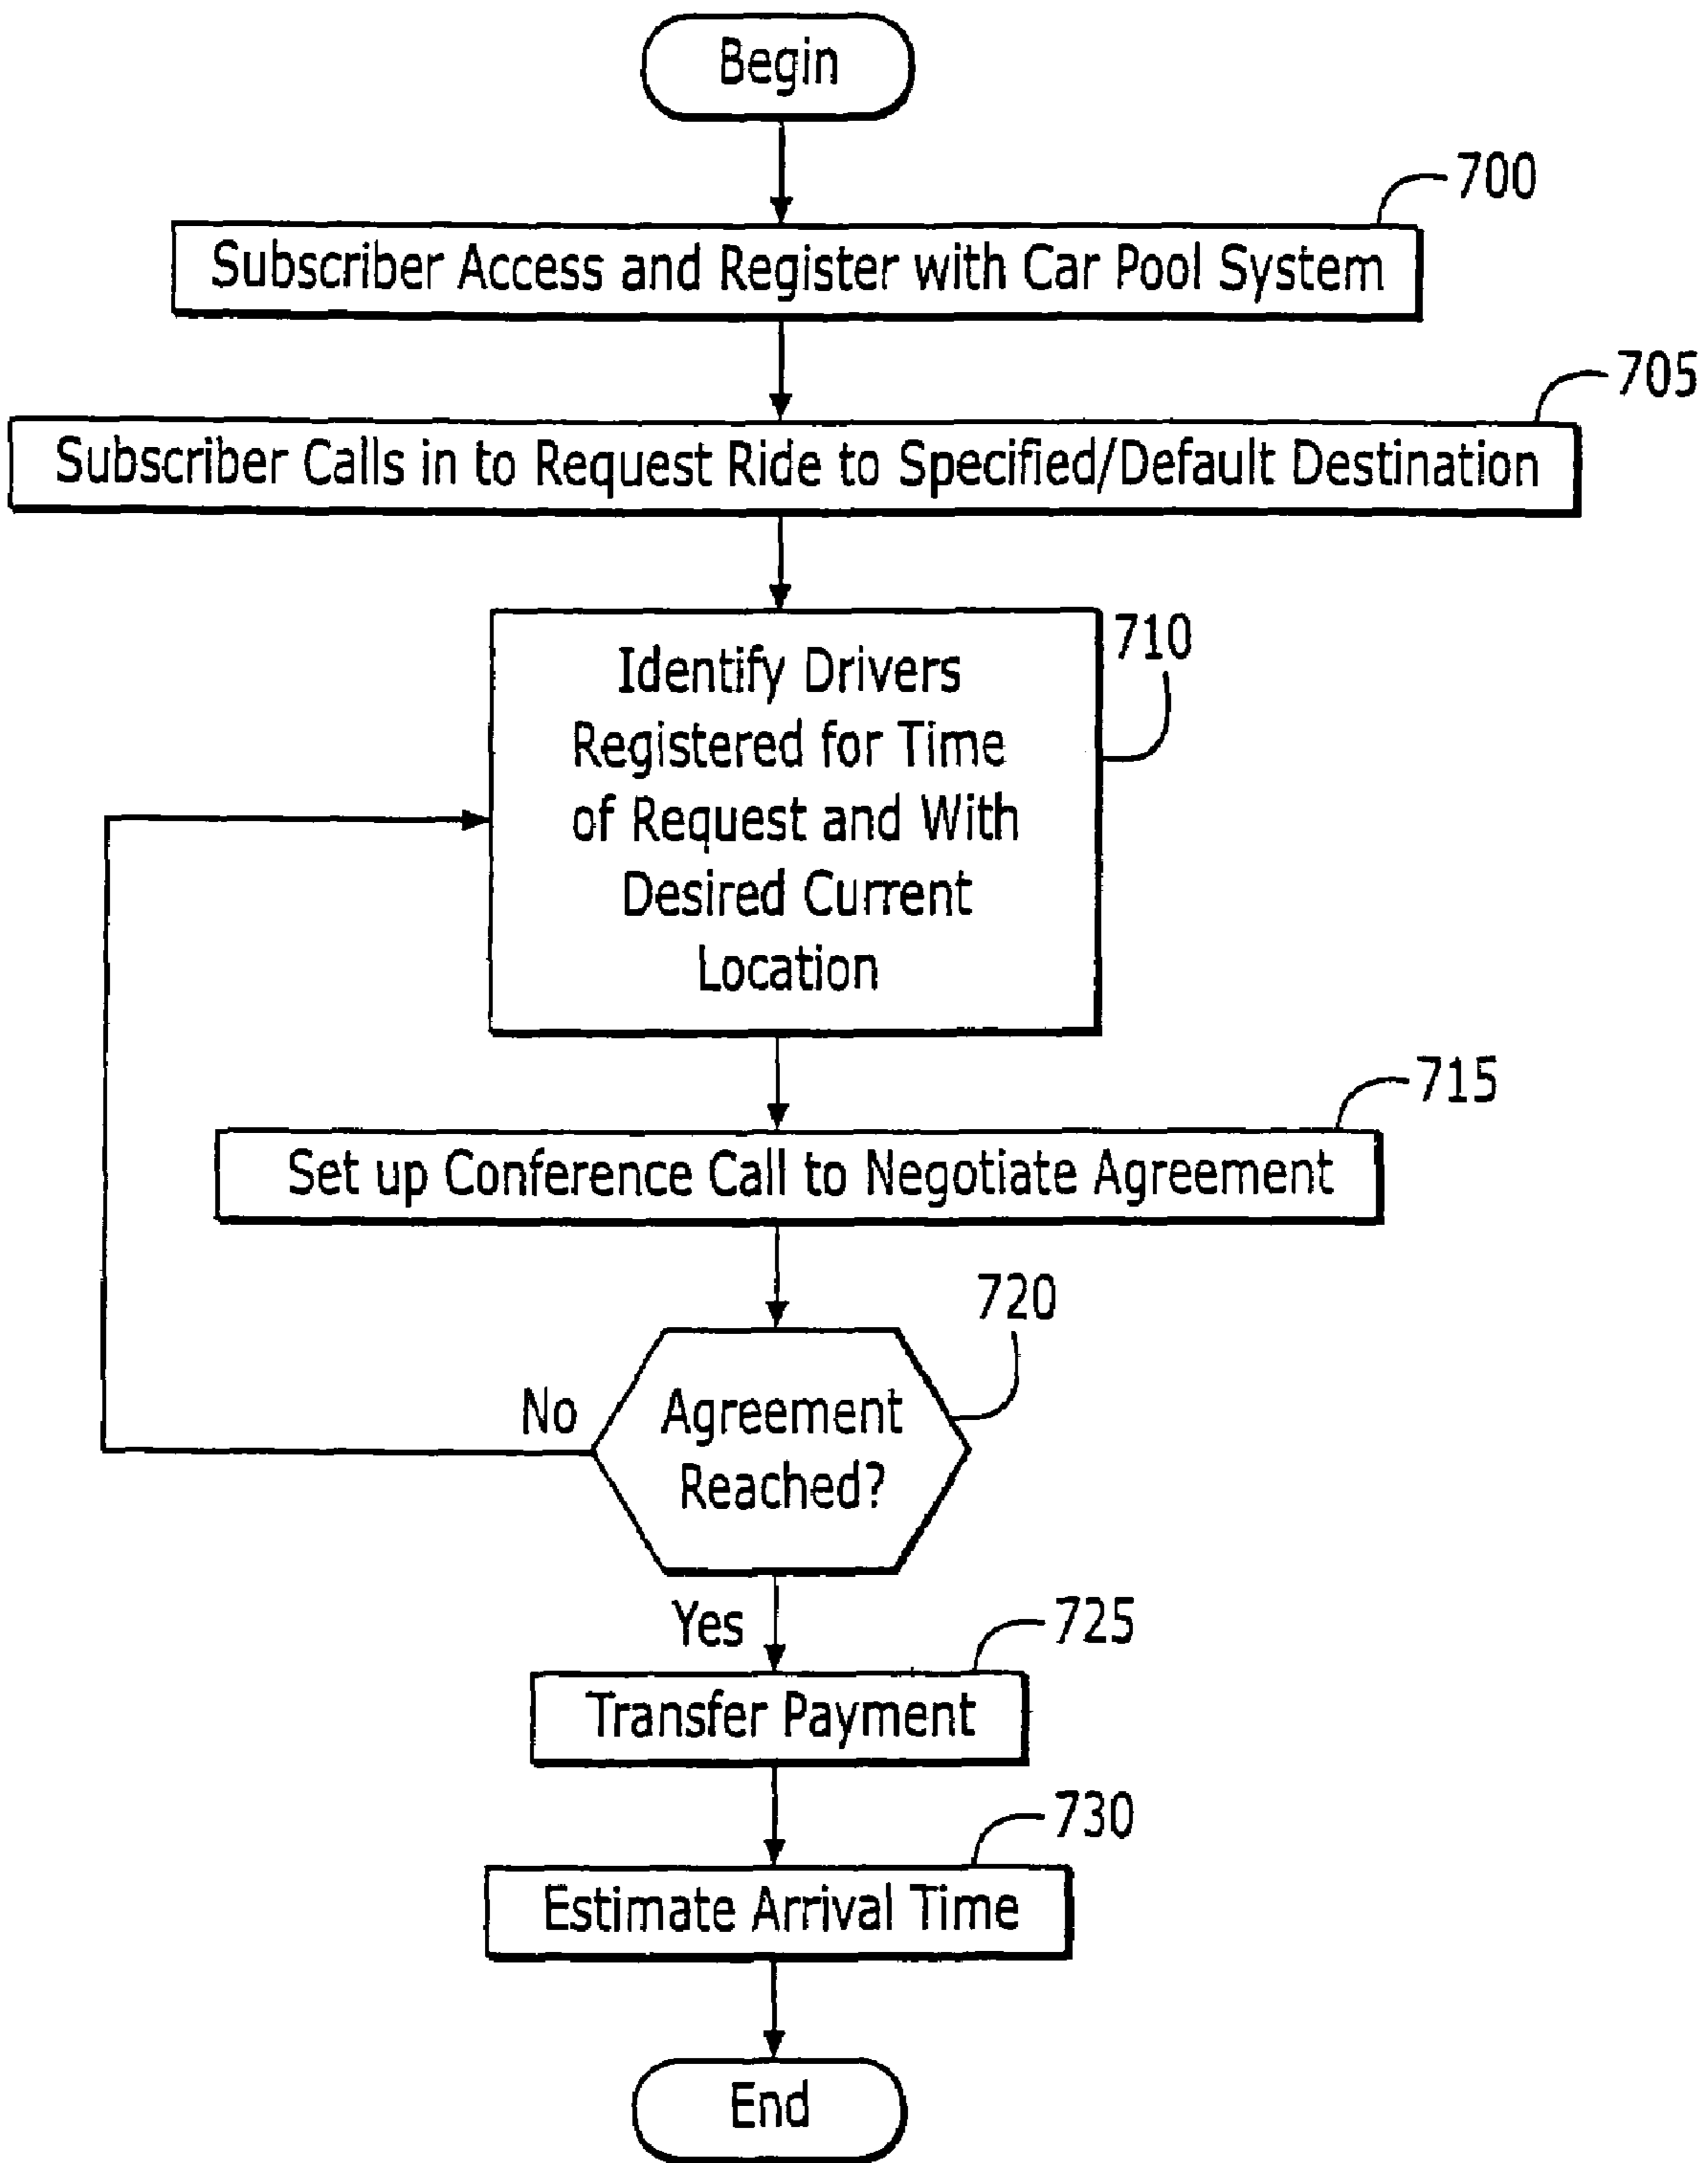 Begin
700
Subscriber Access and Register with Car Pool System
705
Subscriber Calls in to Request Ride to Specified/Default Destination
710
Identify Drivers
Registered for Time
of Request and With
Desired Current
Location
715
Set up Conference Call to Negotiate Agreement
720
No
Agreement
Reached?
Yes
725
Transfer Payment
730
Estimate Arrival Time
End